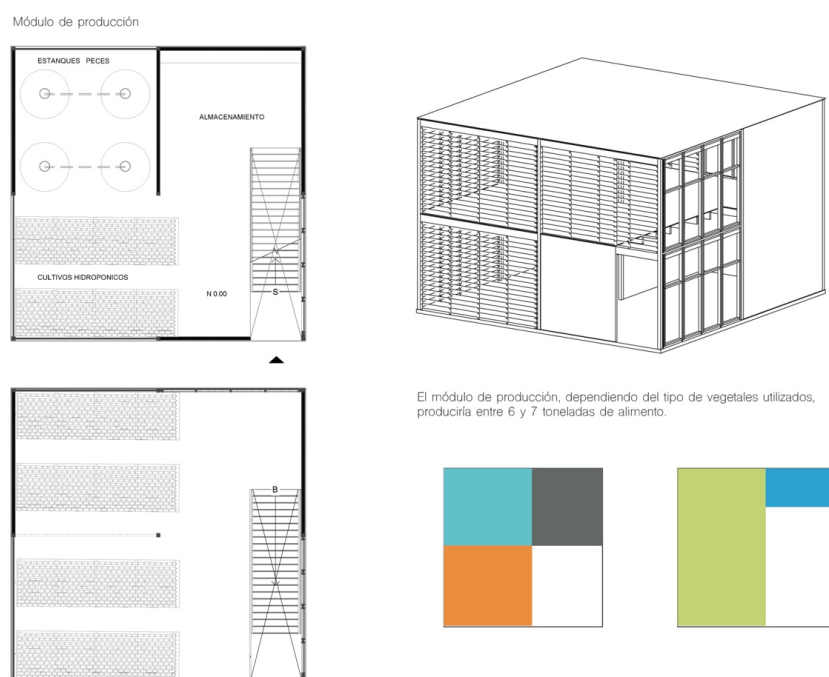 Módulo de producción
ESTANQUES PECES
ALMACENAMIENTO
CULTIVOS HIDROPONICOS
N 0.00
S
El módulo de producción, dependiendo del tipo de vegetales utilizados,
produciría entre 6 y 7 toneladas de alimento.
B